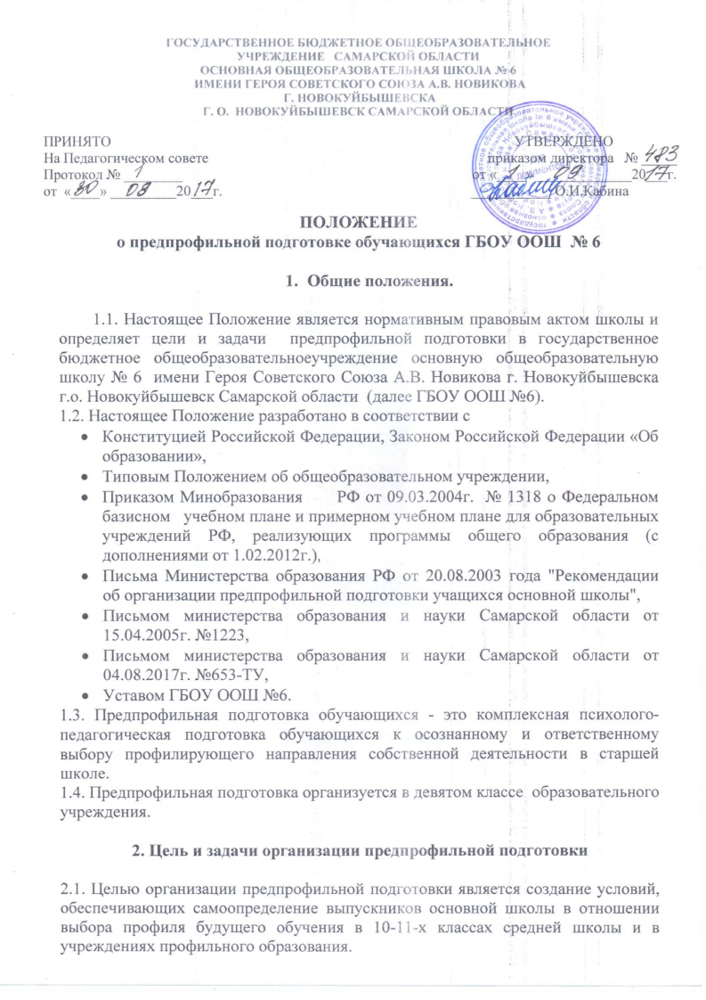 ГОСУДАРСТВЕННОЕ БЮДЖЕТНОЕ ОБЩЕОБРАЗОВАТЕЛЬНОЕ
УЧРЕЖДЕНИЕ САМАРСКОЙ ОБЛАСТИ
ОСНОВНАЯ ОБЩЕОБРАЗОВАТЕЛЬНАЯ ШКОЛА № 6
ИМЕНИ ГЕРОЯ СОВЕТСКОГО СОЮЗА А.В. НОВИКОВА
Г. НОВОКУЙБЫШЕВСКА
Г. О. НОВОКУЙБЫШЕВСК САМАРСКОЙ ОБЛАСТИ
ПРИНЯТО УТВЕРЖДЕНО
На Педагогическом совете приказом директора № 483
Протокол № 1 от «1» 09 2017г.
от «30» 08 2017г. О.И.Кабина
ПОЛОЖЕНИЕ
о предпрофильной подготовке обучающихся ГБОУ ООШ № 6
1. Общие положения.
1.1. Настоящее Положение является нормативным правовым актом школы и
определяет цели и задачи предпрофильной подготовки в государственное
бюджетное общеобразовательноеучреждение основную общеобразовательную
школу № 6 имени Героя Советского Союза А.В. Новикова г. Новокуйбышевска
г.о. Новокуйбышевск Самарской области (далее ГБОУ ООШ №6).
1.2. Настоящее Положение разработано в соответствии с
• Конституцией Российской Федерации, Законом Российской Федерации «Об
образовании»,
• Типовым Положением об общеобразовательном учреждении,
• Приказом Минобразования РФ от 09.03.2004г. № 1318 о Федеральном
базисном учебном плане и примерном учебном плане для образовательных
учреждений РФ, реализующих программы общего образования (с
дополнениями от 1.02.2012г.),
• Письма Министерства образования РФ от 20.08.2003 года "Рекомендации
об организации предпрофильной подготовки учащихся основной школы",
• Письмом министерства образования и науки Самарской области от
15.04.2005г. №1223,
• Письмом министерства образования и науки Самарской области от
04.08.2017г. №653-ТУ,
• Уставом ГБОУ ООШ №6.
1.3. Предпрофильная подготовка обучающихся - это комплексная психолого-
педагогическая подготовка обучающихся к осознанному и ответственному
выбору профилирующего направления собственной деятельности в старшей
школе.
1.4. Предпрофильная подготовка организуется в девятом классе образовательного
учреждения.
2. Цель и задачи организации предпрофильной подготовки
2.1. Целью организации предпрофильной подготовки является создание условий,
обеспечивающих самоопределение выпускников основной школы в отношении
выбора профиля будущего обучения в 10-11-х классах средней школы и в
учреждениях профильного образования.